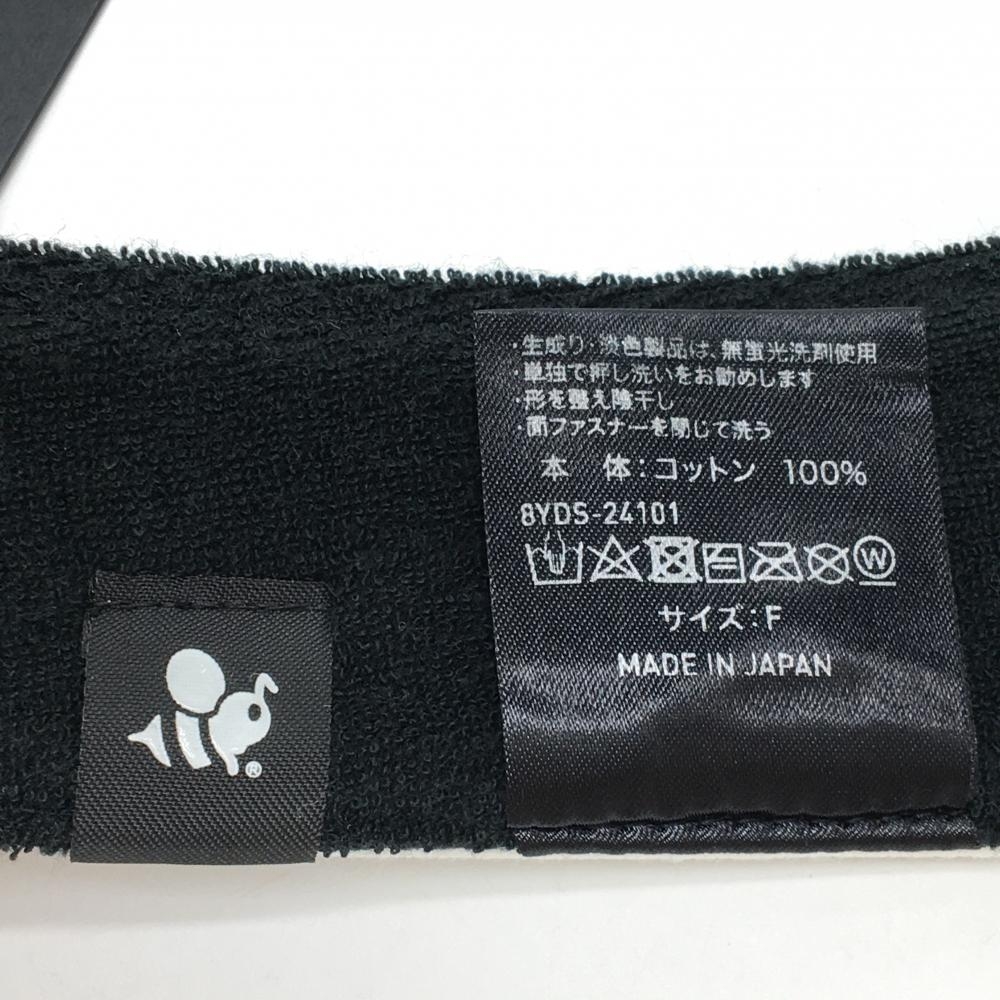 ・生成り・淡色製品は、無蛍光洗剤使用
・単独で押し洗いをお勧めします
・形を整え陰干し
・面ファスナーを閉じて洗う
本 体：コットン 100%
8YDS-24101
W
サイズ：F
MADE IN JAPAN
®